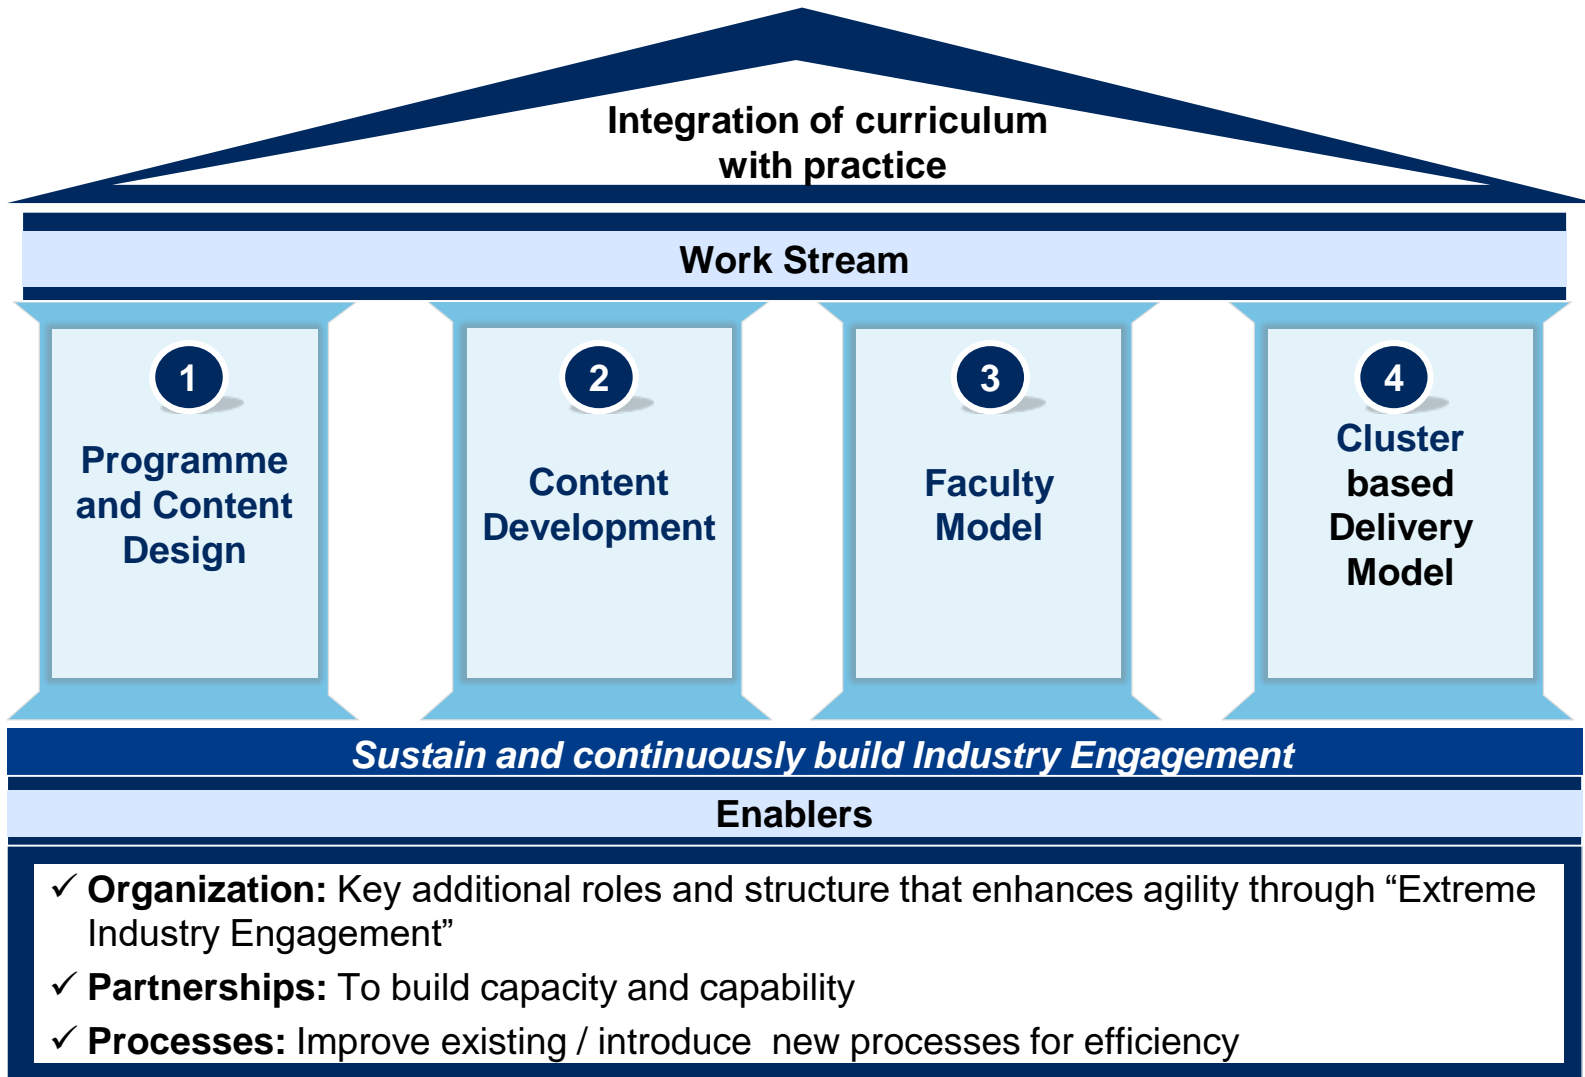 Integration of curriculum
with practice
Work Stream
1
Programme
and Content
Design
2
Content
Development
3
Faculty
Model
4
Cluster
based
Delivery
Model
Sustain and continuously build Industry Engagement
Enablers
✓ Organization: Key additional roles and structure that enhances agility through “Extreme
Industry Engagement”
✓ Partnerships: To build capacity and capability
✓ Processes: Improve existing / introduce  new processes for efficiency